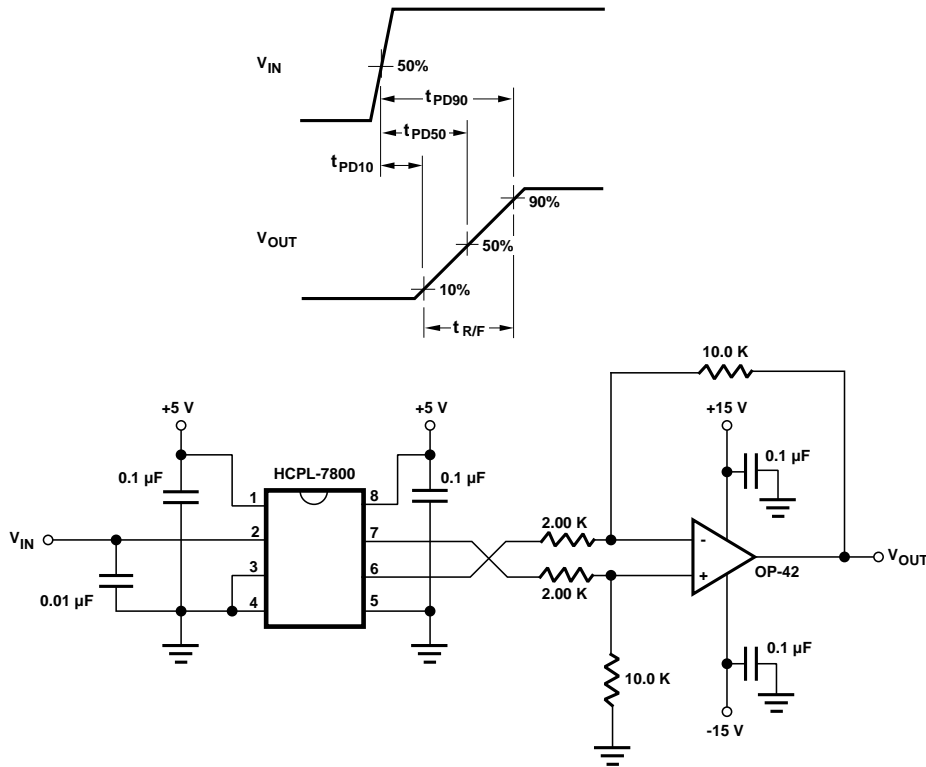 V_IN
50%
t_PD90
t_PD50
t_PD10
90%
V_OUT
50%
10%
t_R/F
10.0 K
+5 V
+5 V
+15 V
HCPL-7800
0.1 µF
0.1 µF
0.1 µF
1
8
V_IN
2
7
2.00 K
-
V_OUT
3
6
+
OP-42
0.01 µF
4
5
2.00 K
0.1 µF
10.0 K
-15 V